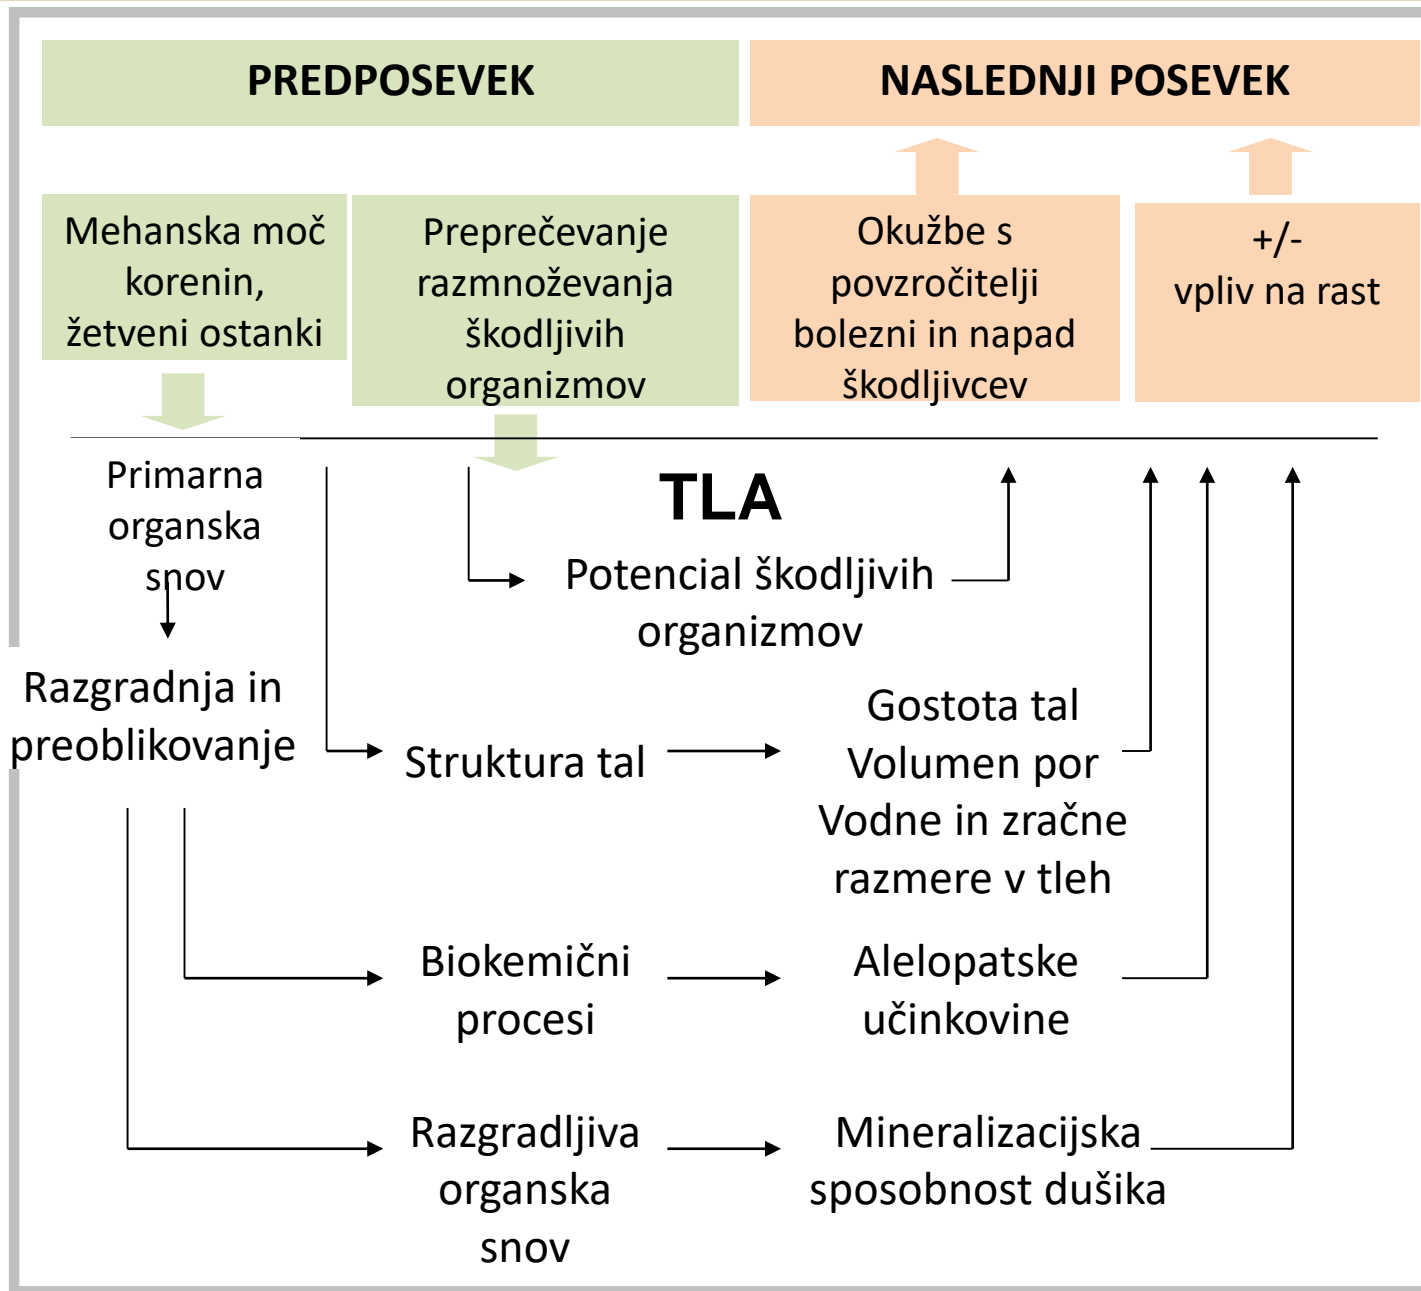 PREDPOSEVEK
NASLEDNJI POSEVEK
Mehanska moč
korenin,
žetveni ostanki
Preprečevanje
razmnoževanja
škodljivih
organizmov
Okužbe s
povzročitelji
bolezni in napad
škodljivcev
+/-
vpliv na rast
Primarna
organska
snov
TLA
Potencial škodljivih
organizmov
Razgradnja in
preoblikovanje
Struktura tal
Gostota tal
Volumen por
Vodne in zračne
razmere v tleh
Biokemični
procesi
Alelopatske
učinkovine
Razgradljiva
organska
snov
Mineralizacijska
sposobnost dušika